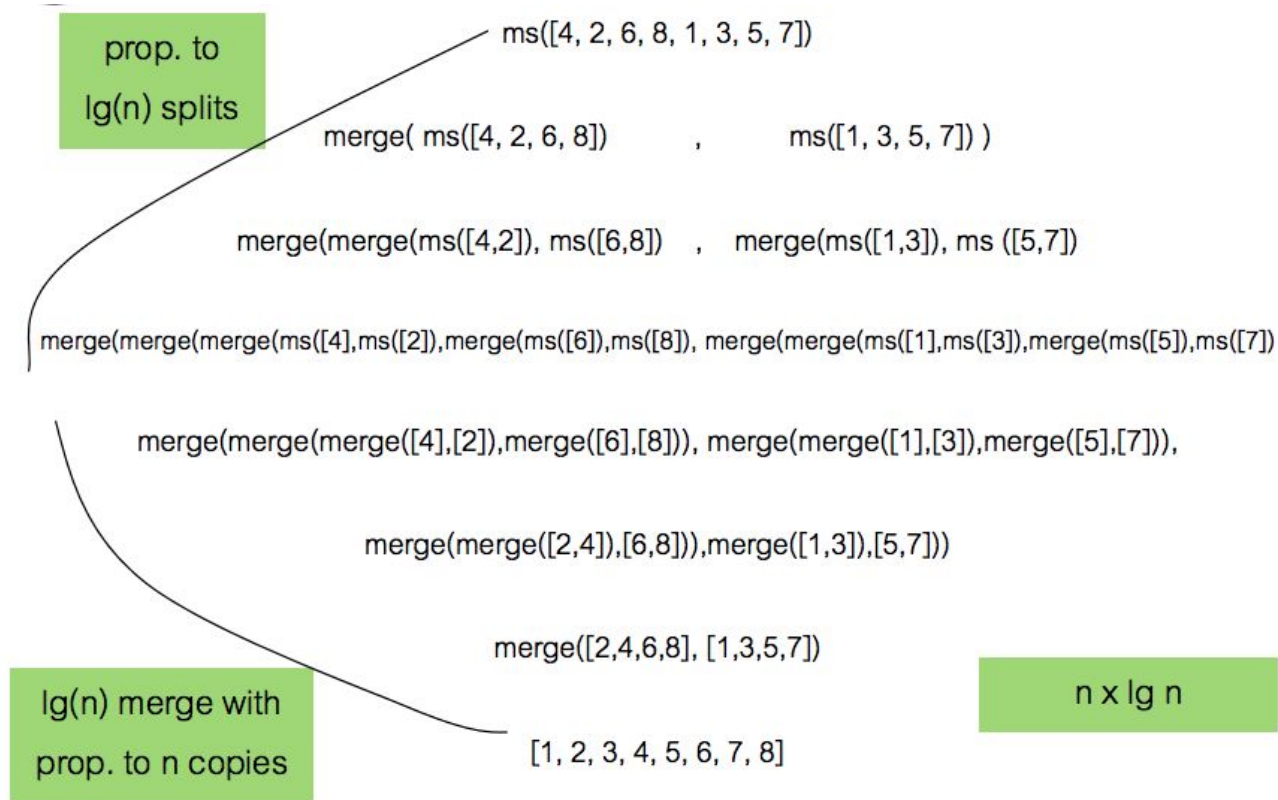 prop. to
lg(n) splits
ms([4, 2, 6, 8, 1, 3, 5, 7])
merge( ms([4, 2, 6, 8]) , ms([1, 3, 5, 7]) )
merge(merge(ms([4,2]), ms([6,8]) , merge(ms([1,3]), ms ([5,7])
merge(merge(merge(ms([4],ms([2]),merge(ms([6]),ms([8]), merge(merge(ms([1],ms([3]),merge(ms([5]),ms([7])
merge(merge(merge([4],[2]),merge([6],[8])), merge(merge([1],[3]),merge([5],[7])),
merge(merge([2,4]),[6,8])),merge([1,3]),[5,7]))
merge([2,4,6,8], [1,3,5,7])
lg(n) merge with
prop. to n copies
n x lg n
[1, 2, 3, 4, 5, 6, 7, 8]